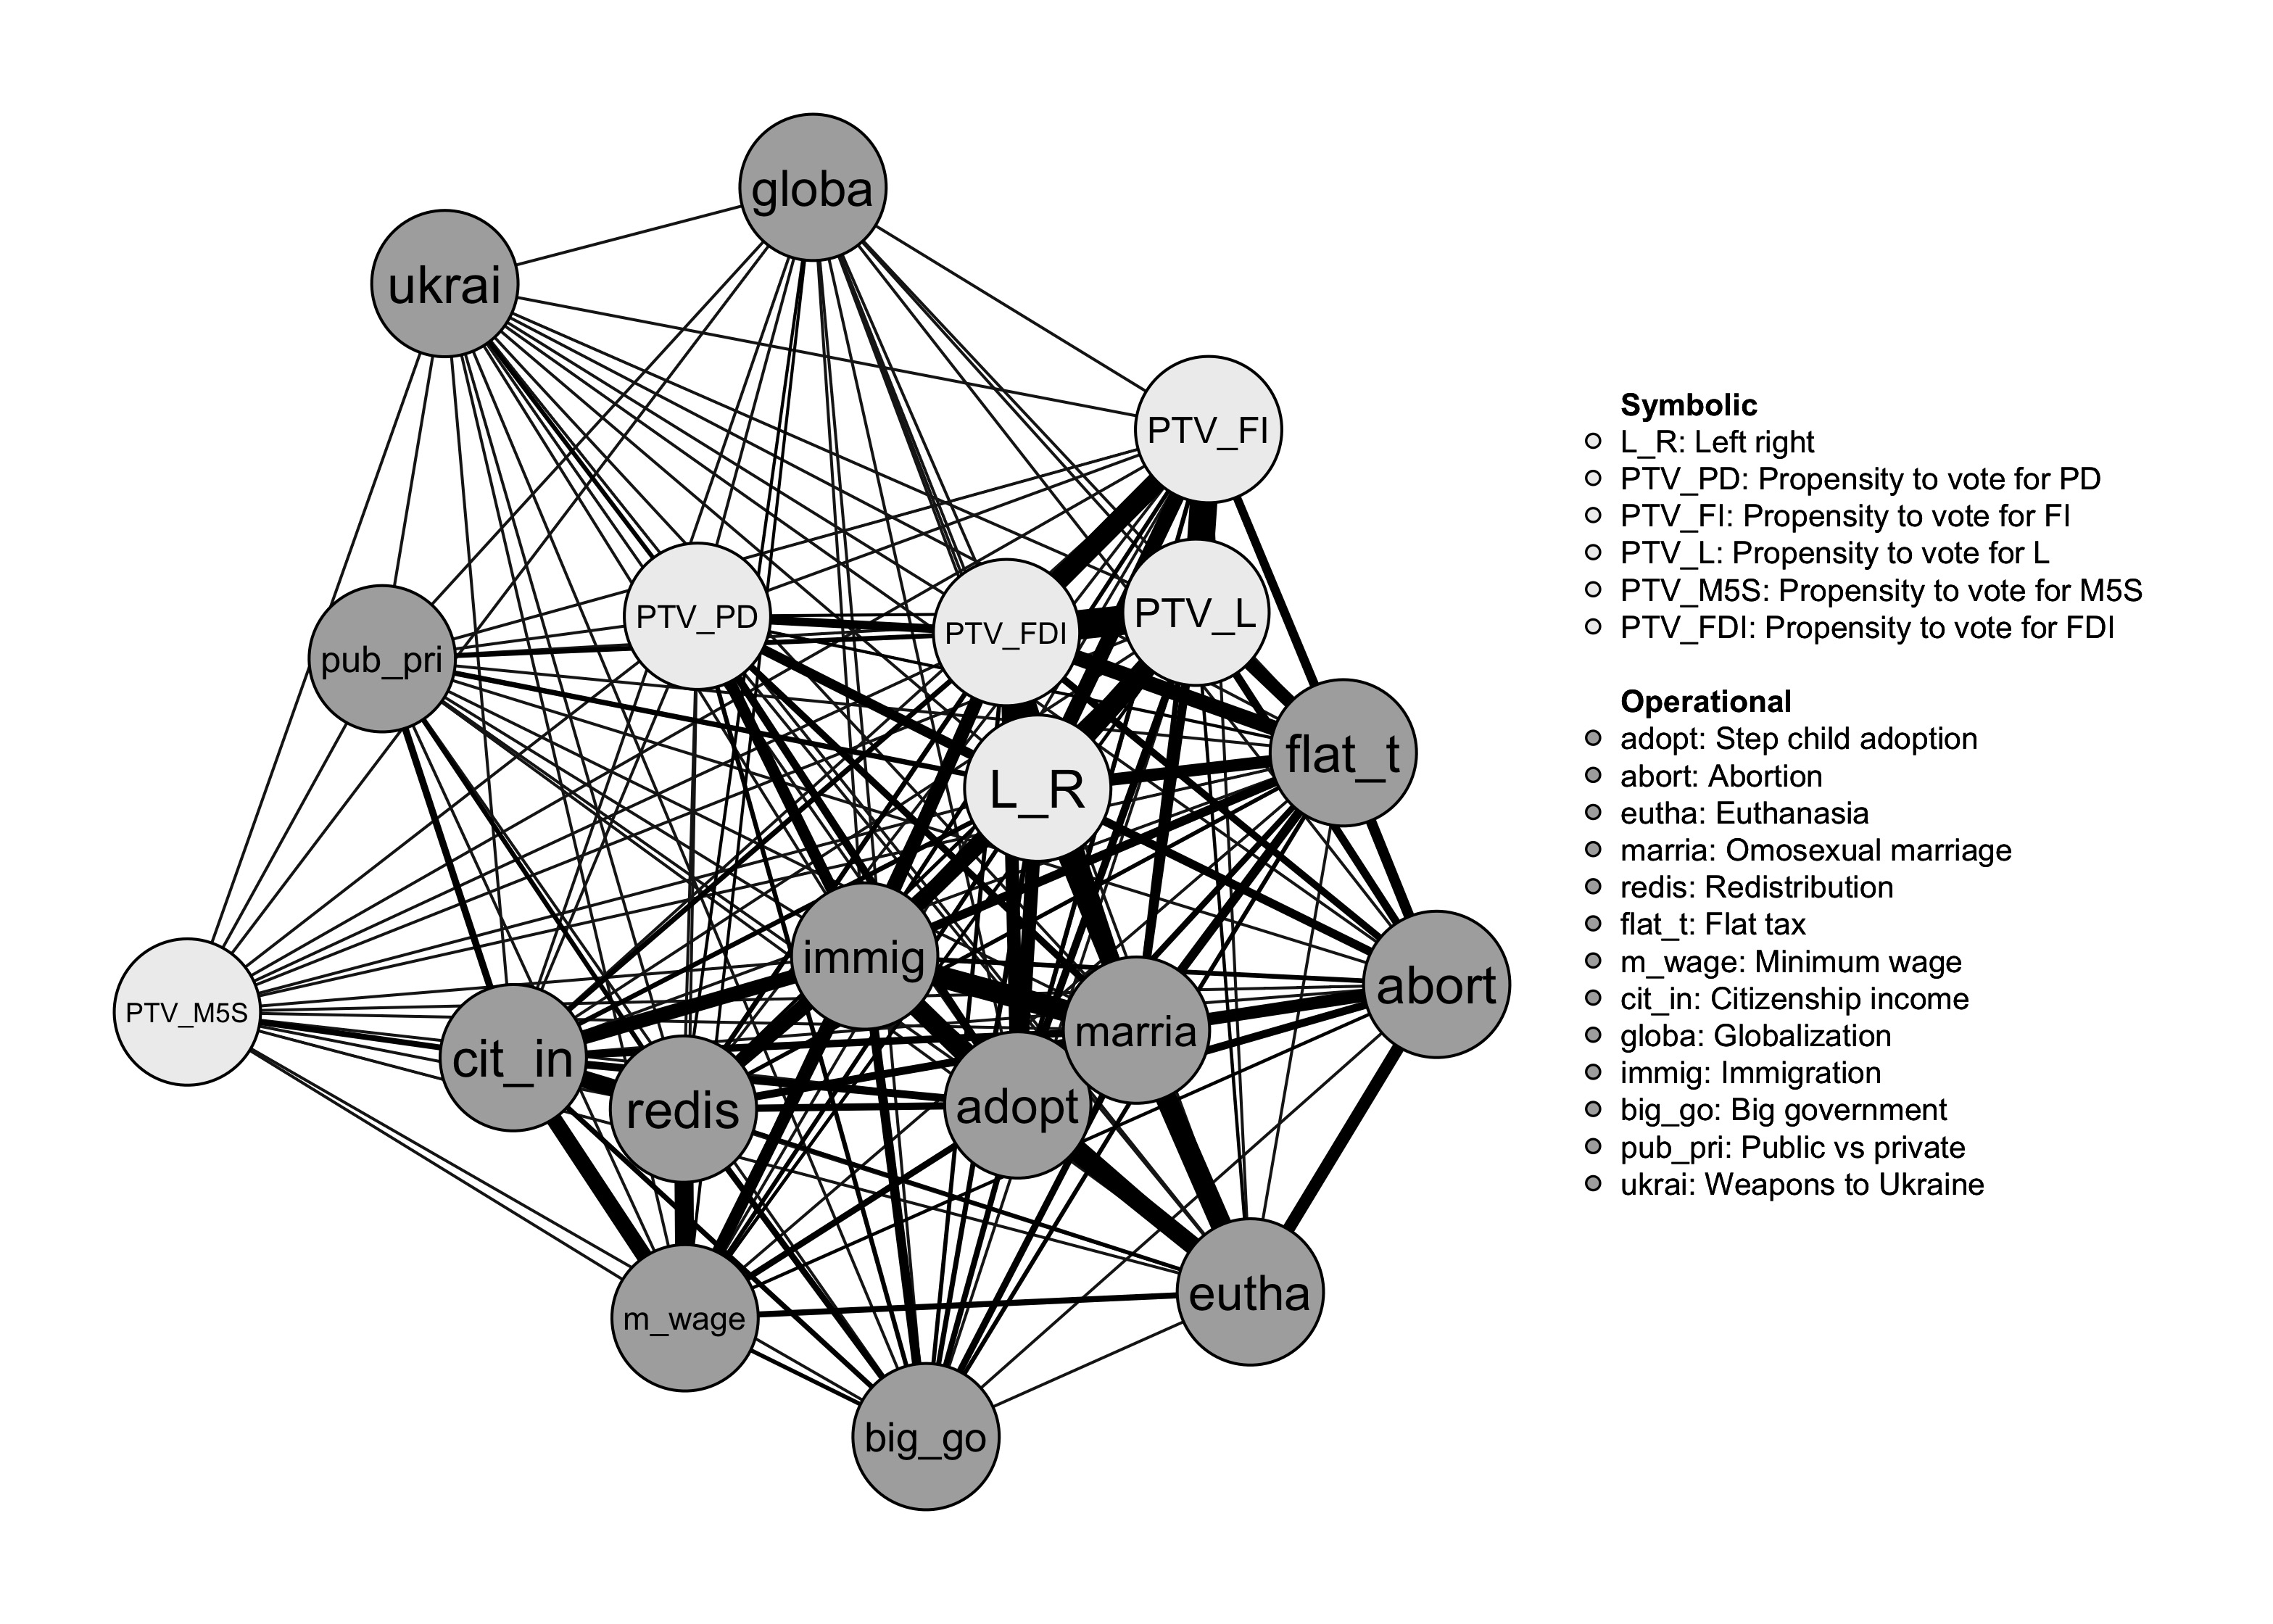 globa
ukrai
PTV_FI
PTV_PD
PTV_FDI
PTV_L
pub_pri
flat_t
L_R
immig
abort
PTV_M5S
marria
cit_in
redis
adopt
eutha
m_wage
big_go
Symbolic
L_R: Left right
PTV_PD: Propensity to vote for PD
PTV_FI: Propensity to vote for FI
PTV_L: Propensity to vote for L
PTV_M5S: Propensity to vote for M5S
PTV_FDI: Propensity to vote for FDI
Operational
adopt: Step child adoption
abort: Abortion
eutha: Euthanasia
marria: Omosexual marriage
redis: Redistribution
flat_t: Flat tax
m_wage: Minimum wage
cit_in: Citizenship income
globa: Globalization
immig: Immigration
big_go: Big government
pub_pri: Public vs private
ukrai: Weapons to Ukraine